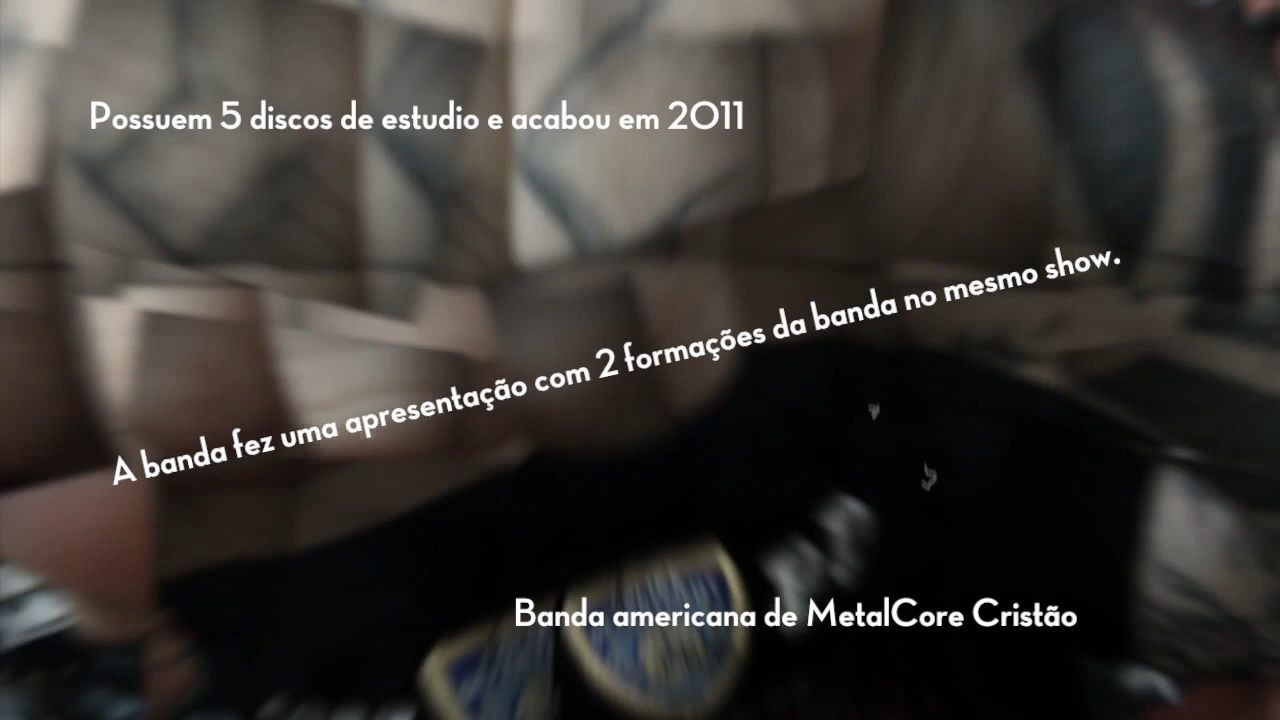 Possuem 5 discos de estudio e acabou em 2011
A banda fez uma apresentação com 2 formações da banda no mesmo show.
Banda americana de MetalCore Cristão